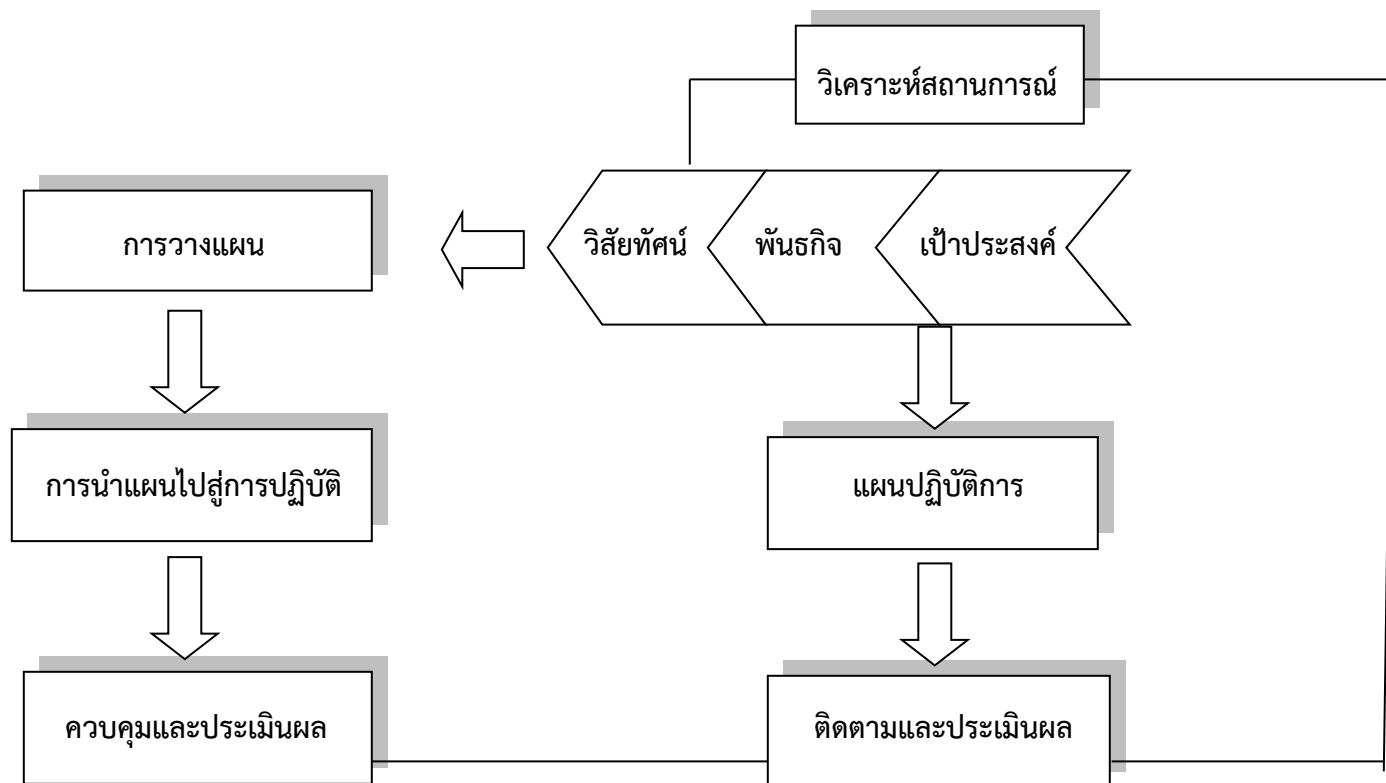 วิเคราะห์สถานการณ์
การวางแผน
วิสัยทัศน์
พันธกิจ
เป้าประสงค์
การนำแผนไปสู่การปฏิบัติ
แผนปฏิบัติการ
ควบคุมและประเมินผล
ติดตามและประเมินผล